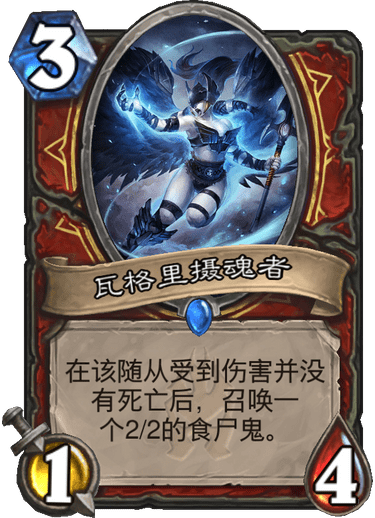 3
瓦格里摄魂者
在该随从受到伤害并没
有死亡后，召唤一
个2/2的食尸鬼。
1
4